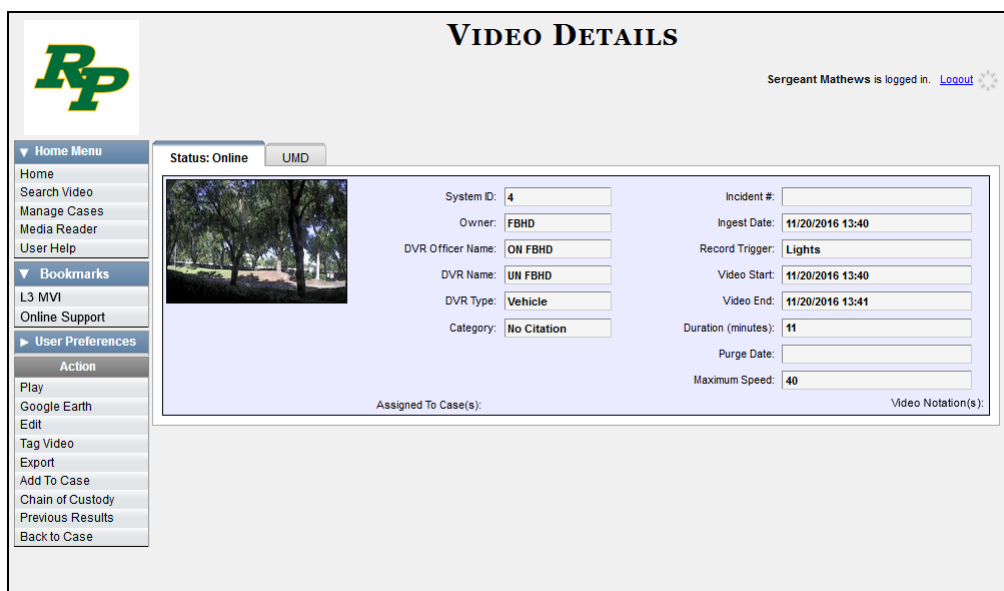 VIDEO DETAILS
RP
Sergeant Mathews is logged in. Logout
▼ Home Menu
Home
Search Video
Manage Cases
Media Reader
User Help
▼ Bookmarks
L3 MVI
Online Support
► User Preferences
Action
Play
Google Earth
Edit
Tag Video
Export
Add To Case
Chain of Custody
Previous Results
Back to Case
Status: Online UMD
System ID: 4
Owner: FBHD
DVR Officer Name: ON FBHD
DVR Name: UN FBHD
DVR Type: Vehicle
Category: No Citation
Incident #:
Ingest Date: 11/20/2016 13:40
Record Trigger: Lights
Video Start: 11/20/2016 13:40
Video End: 11/20/2016 13:41
Duration (minutes): 11
Purge Date:
Maximum Speed: 40
Assigned To Case(s):
Video Notation(s):